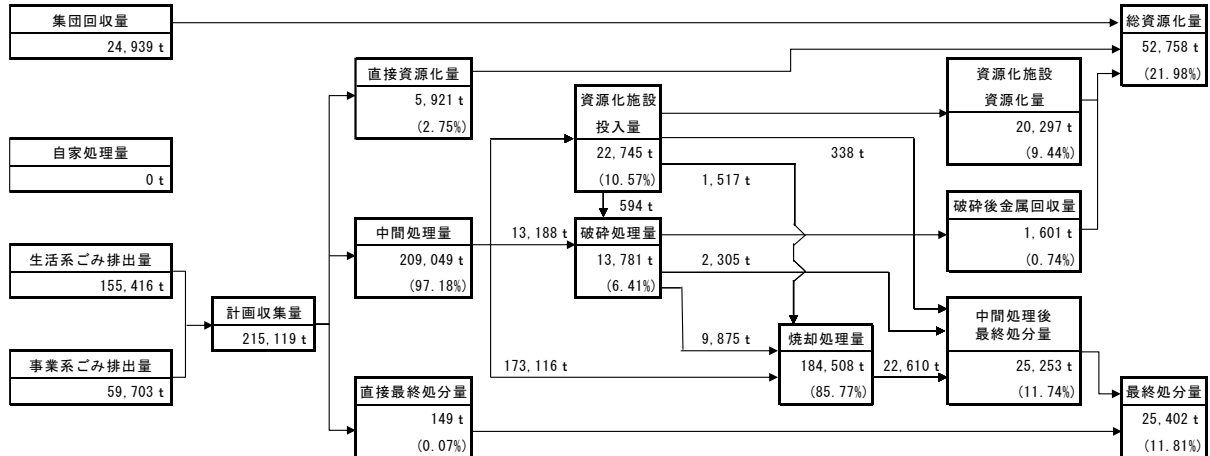 集団回収量
24,939 t
自家処理量
0 t
生活系ごみ排出量
155,416 t
事業系ごみ排出量
59,703 t
計画収集量
215,119 t
直接資源化量
5,921 t
(2.75%)
中間処理量
209,049 t
(97.18%)
直接最終処分量
149 t
(0.07%)
13,188 t
173,116 t
資源化施設
投入量
22,745 t
(10.57%)
594 t
破砕処理量
13,781 t
(6.41%)
338 t
1,517 t
2,305 t
9,875 t
焼却処理量
184,508 t
(85.77%)
22,610 t
資源化施設
資源化量
20,297 t
(9.44%)
破砕後金属回収量
1,601 t
(0.74%)
中間処理後
最終処分量
25,253 t
(11.74%)
総資源化量
52,758 t
(21.98%)
最終処分量
25,402 t
(11.81%)